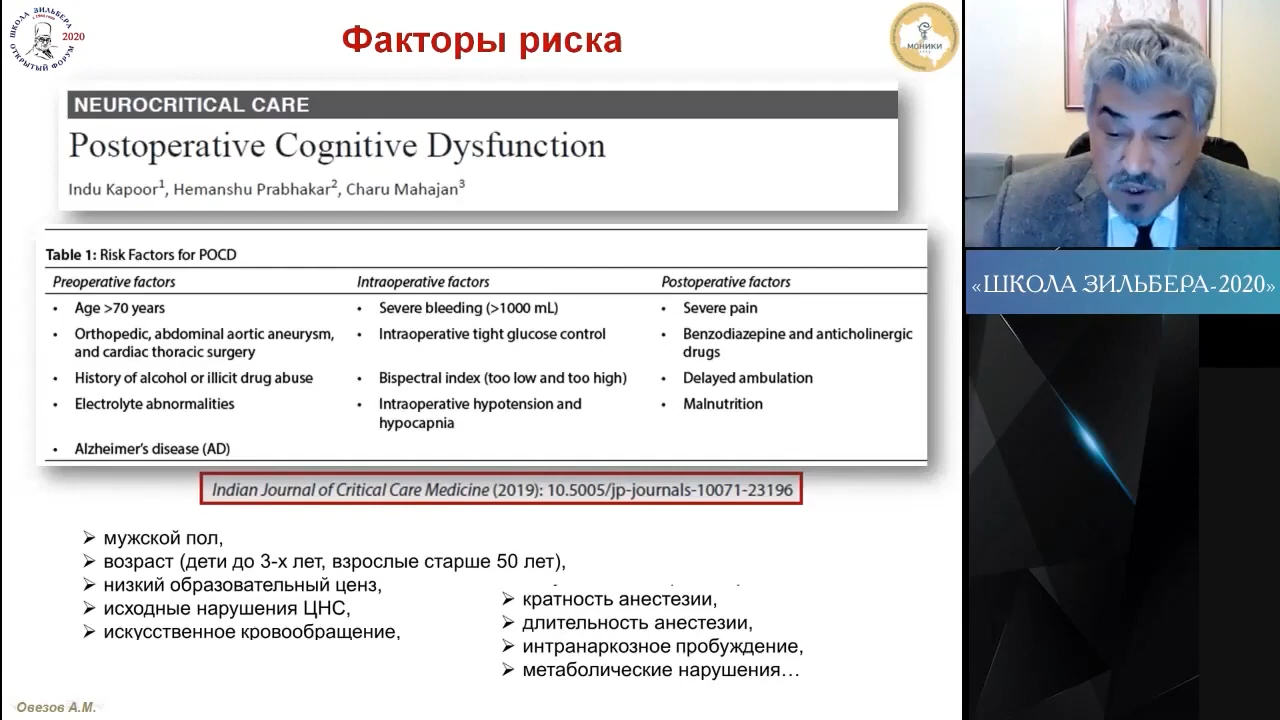 ШКОЛА ЗИЛЬБЕРА
ОТКРЫТЫЙ ФОРУМ
2020
Факторы риска
МОНИКИ
NEUROCRITICAL CARE
Postoperative Cognitive Dysfunction
Indu Kapoor1, Hemanshu Prabhakar2, Charu Mahajan3
Table 1: Risk Factors for POCD
Preoperative factors Intraoperative factors Postoperative factors
• Age >70 years • Severe bleeding (>1000 mL) • Severe pain
• Orthopedic, abdominal aortic aneurysm, • Intraoperative tight glucose control • Benzodiazepine and anticholinergic
and cardiac thoracic surgery drugs
• History of alcohol or illicit drug abuse • Bispectral index (too low and too high) • Delayed ambulation
• Electrolyte abnormalities • Intraoperative hypotension and • Malnutrition
hypocapnia
• Alzheimer's disease (AD)
Indian Journal of Critical Care Medicine (2019): 10.5005/jp-journals-10071-23196
➢ мужской пол,
➢ возраст (дети до 3-х лет, взрослые старше 50 лет),
➢ низкий образовательный ценз,
➢ исходные нарушения ЦНС,
➢ искусственное кровообращение,
➢ кратность анестезии,
➢ длительность анестезии,
➢ интранаркозное пробуждение,
➢ метаболические нарушения…
Овезов А.М.
«ШКОЛА ЗИЛЬБЕРА-2020»